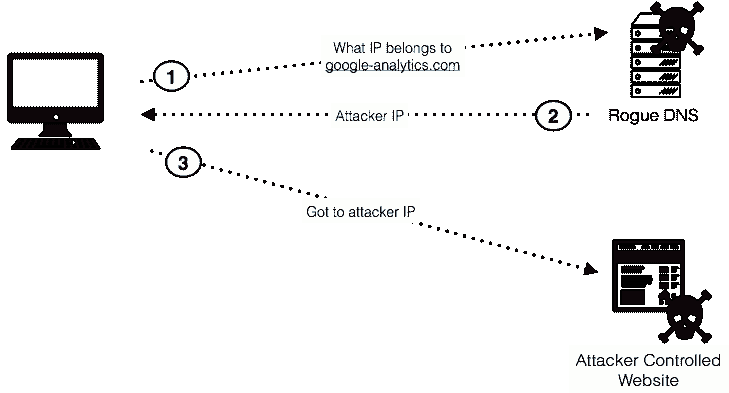 1
What IP belongs to
google-analytics.com
Rogue DNS
Attacker IP
2
3
Got to attacker IP
Attacker Controlled
Website